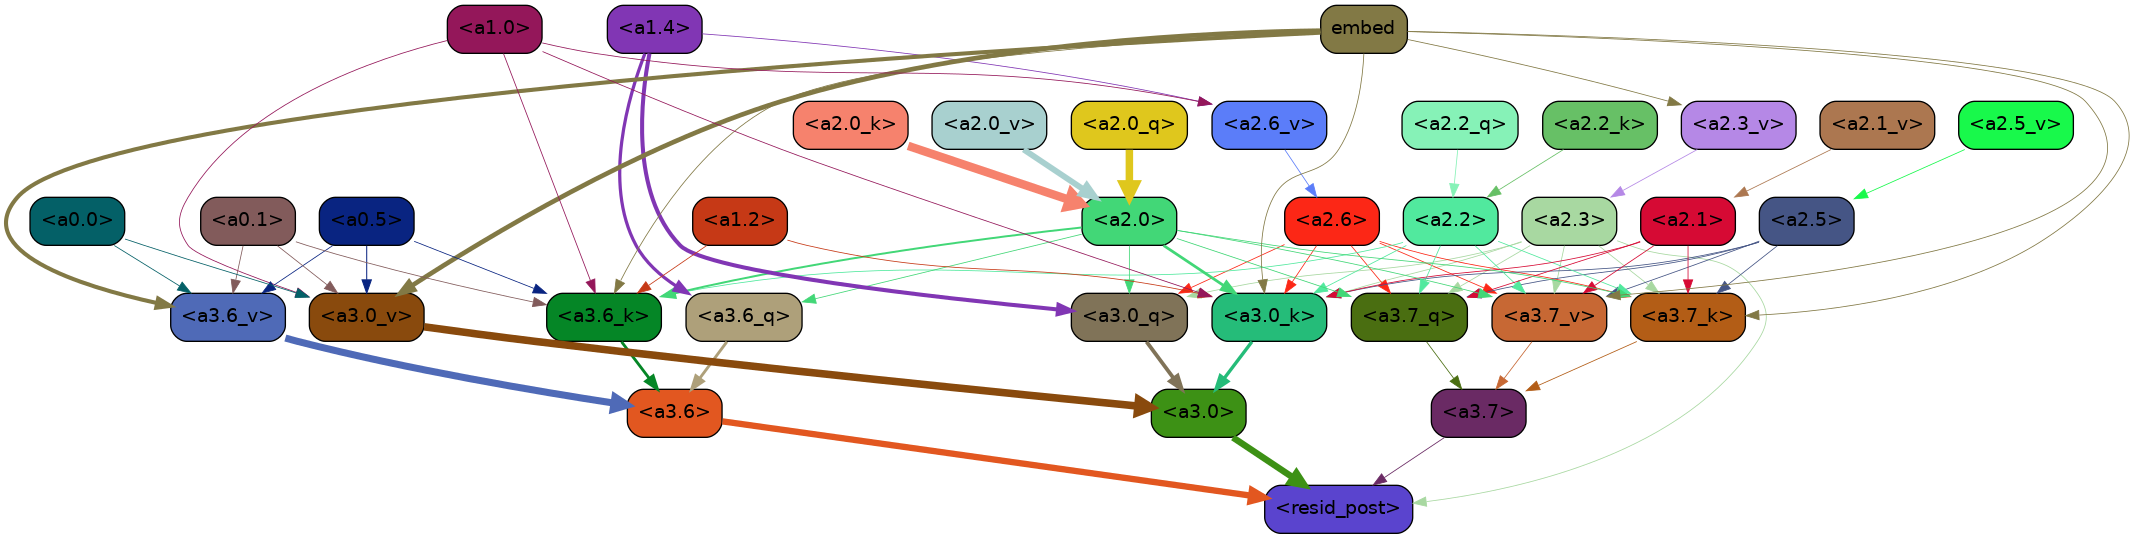 <a1.0>
<a1.4>
embed
<a2.0_k>
<a2.0_v>
<a2.0_q>
<a2.6_v>
<a2.2_q>
<a2.2_k>
<a2.3_v>
<a2.1_v>
<a2.5_v>
<a0.0>
<a0.1>
<a0.5>
<a1.2>
<a2.0>
<a2.6>
<a2.2>
<a2.3>
<a2.1>
<a2.5>
<a3.6_v>
<a3.0_v>
<a3.6_k>
<a3.6_q>
<a3.0_q>
<a3.0_k>
<a3.7_q>
<a3.7_v>
<a3.7_k>
<a3.6>
<a3.0>
<a3.7>
<resid_post>